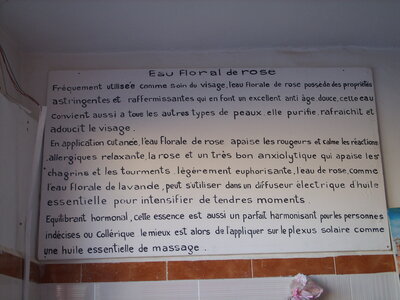 Eau Floral de rose
Fréquement utilisée comme soin du visage, l'eau florale de rose possède des propriétés
astringentes et raffermissantes qui en font un excellent anti âge, douce, cette eau
convient aussi a tous les autres types de peaux, elle purifie, rafraichit et
adoucit le visage.
En application cutanée, l'eau florale de rose apaise les rougeurs et calme les réactions
allergiques relaxante, la rose et un très bon anxiolytique qui apaise les
chagrins et les tourments. légèrement euphorisante, l'eau de rose, comme
l'eau florale de lavande, peut sutiliser dans un diffuseur électrique d'huile
essentielle pour intensifier de tendres moments.
Equilibrant hormonal, cette essence est aussi un parfait harmonisant pour les personnes
indécises ou Collérique le mieux est alors de l'appliquer sur le plexus solaire comme
une huile essentielle de massage.